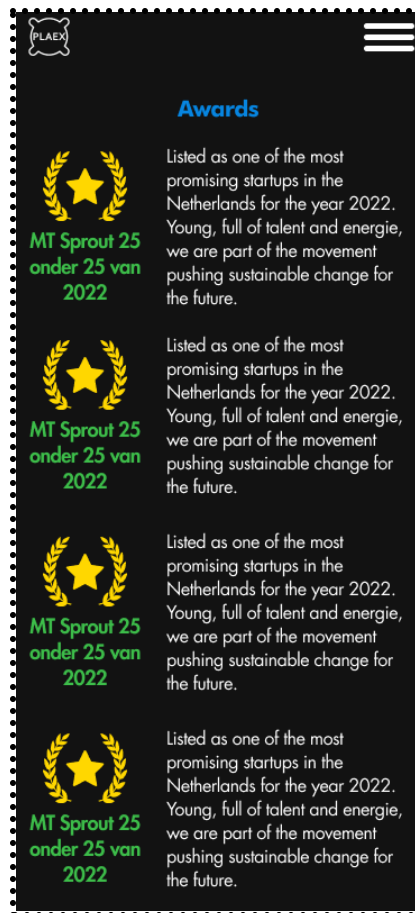 PLAEX
Awards
MT Sprout 25
onder 25 van
2022
Listed as one of the most
promising startups in the
Netherlands for the year 2022.
Young, full of talent and energie,
we are part of the movement
pushing sustainable change for
the future.
MT Sprout 25
onder 25 van
2022
Listed as one of the most
promising startups in the
Netherlands for the year 2022.
Young, full of talent and energie,
we are part of the movement
pushing sustainable change for
the future.
MT Sprout 25
onder 25 van
2022
Listed as one of the most
promising startups in the
Netherlands for the year 2022.
Young, full of talent and energie,
we are part of the movement
pushing sustainable change for
the future.
MT Sprout 25
onder 25 van
2022
Listed as one of the most
promising startups in the
Netherlands for the year 2022.
Young, full of talent and energie,
we are part of the movement
pushing sustainable change for
the future.